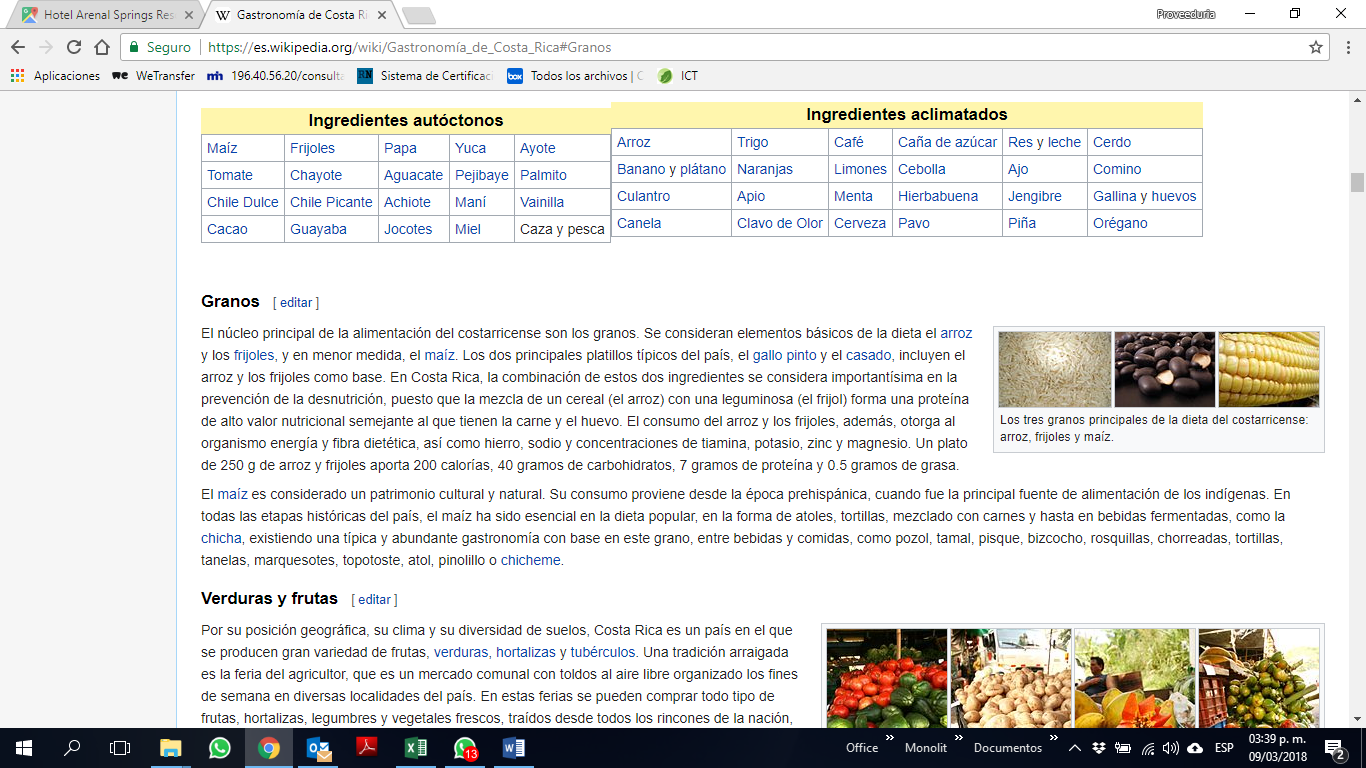 Hotel Arenal Springs Res
Gastronomía de Costa Ri
Proveeduria
Seguro
https://es.wikipedia.org/wiki/Gastronomía_de_Costa_Rica#Granos
Aplicaciones
WeTransfer
196.40.56.20/consulta
Sistema de Certificaci
Todos los archivos | C
ICT
Ingredientes autóctonos
Maíz Frijoles Papa Yuca Ayote
Tomate Chayote Aguacate Pejibaye Palmito
Chile Dulce Chile Picante Achiote Maní Vainilla
Cacao Guayaba Jocotes Miel Caza y pesca
Ingredientes aclimatados
Arroz Trigo Café Caña de azúcar Res y leche Cerdo
Banano y plátano Naranjas Limones Cebolla Ajo Comino
Culantro Apio Menta Hierbabuena Jengibre Gallina y huevos
Canela Clavo de Olor Cerveza Pavo Piña Orégano
Granos [ editar ]
El núcleo principal de la alimentación del costarricense son los granos. Se consideran elementos básicos de la dieta el arroz
y los frijoles, y en menor medida, el maíz. Los dos principales platillos típicos del país, el gallo pinto y el casado, incluyen el
arroz y los frijoles como base. En Costa Rica, la combinación de estos dos ingredientes se considera importantísima en la
prevención de la desnutrición, puesto que la mezcla de un cereal (el arroz) con una leguminosa (el frijol) forma una proteína
de alto valor nutricional semejante al que tienen la carne y el huevo. El consumo del arroz y los frijoles, además, otorga al
organismo energía y fibra dietética, así como hierro, sodio y concentraciones de tiamina, potasio, zinc y magnesio. Un plato
de 250 g de arroz y frijoles aporta 200 calorías, 40 gramos de carbohidratos, 7 gramos de proteína y 0.5 gramos de grasa.
Los tres granos principales de la dieta del costarricense:
arroz, frijoles y maíz.
El maíz es considerado un patrimonio cultural y natural. Su consumo proviene desde la época prehispánica, cuando fue la principal fuente de alimentación de los indígenas. En
todas las etapas históricas del país, el maíz ha sido esencial en la dieta popular, en la forma de atoles, tortillas, mezclado con carnes y hasta en bebidas fermentadas, como la
chicha, existiendo una típica y abundante gastronomía con base en este grano, entre bebidas y comidas, como pozol, tamal, pisque, bizcocho, rosquillas, chorreadas, tortillas,
tanelas, marquesotes, topotoste, atol, pinolillo o chicheme.
Verduras y frutas [ editar ]
Por su posición geográfica, su clima y su diversidad de suelos, Costa Rica es un país en el que
se producen gran variedad de frutas, verduras, hortalizas y tubérculos. Una tradición arraigada
es la feria del agricultor, que es un mercado comunal con toldos al aire libre organizado los fines
de semana en diversas localidades del país. En estas ferias se pueden comprar todo tipo de
frutas, hortalizas, legumbres y vegetales frescos, traídos desde todos los rincones de la nación,
13
Office
Monolit
Documentos
ESP
03:39 p. m.
09/03/2018
2